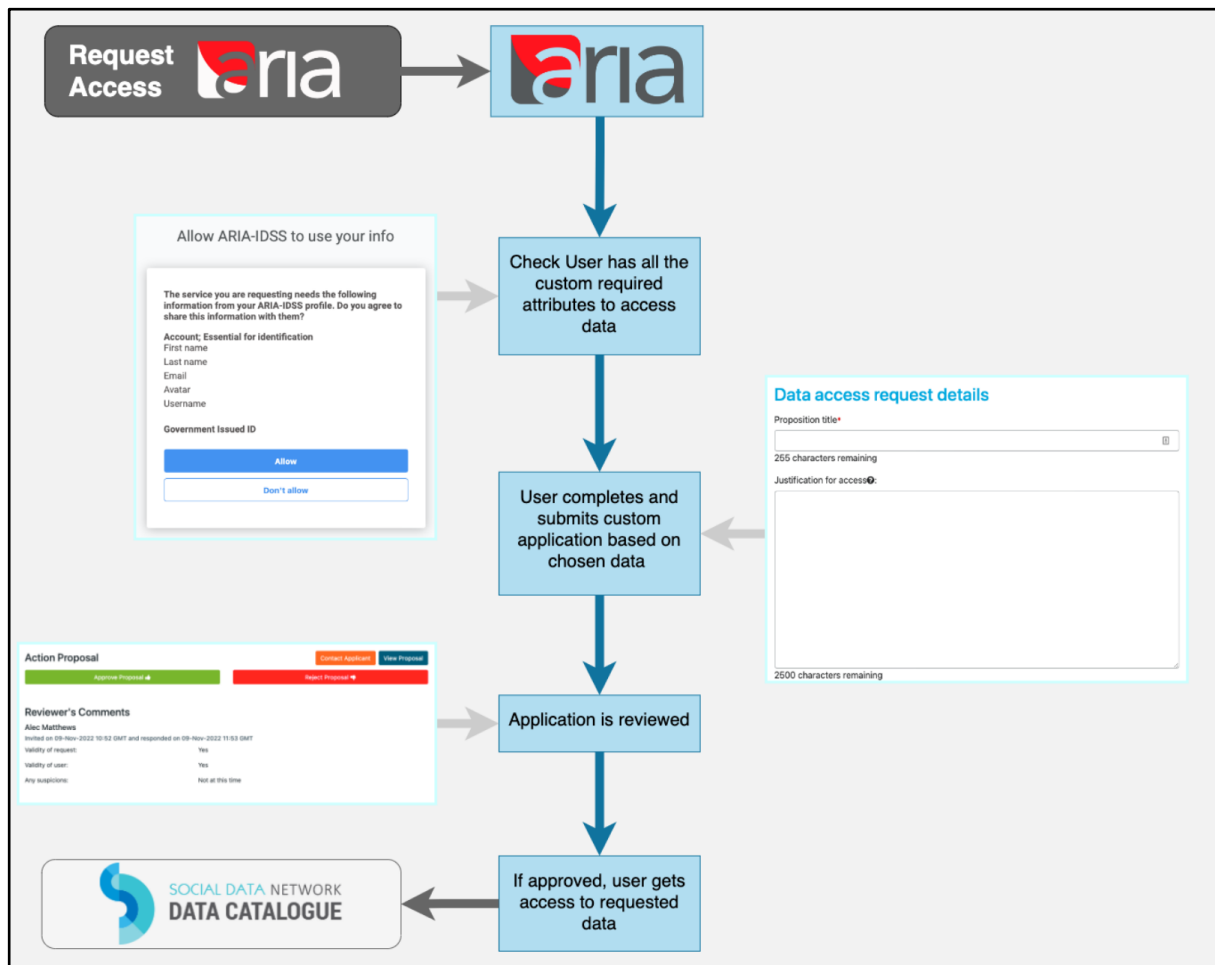 Request
Access
aria
aria
Allow ARIA-IDSS to use your info
The service you are requesting needs the following
information from your ARIA-IDSS profile. Do you agree to
share this information with them?
Account; Essential for identification
First name
Last name
Email
Avatar
Username
Government Issued ID
Allow
Don't allow
Check User has all the
custom required
attributes to access
data
Data access request details
Proposition title*
255 characters remaining
Justification for access?:
2500 characters remaining
User completes and
submits custom
application based on
chosen data
Action Proposal
Contact Applicant
View Proposal
Approve Proposal
Reject Proposal
Reviewer's Comments
Alec Matthews
Invited on 09-Nov-2022 10:52 GMT and responded on 09-Nov-2022 11:53 GMT
Validity of request: Yes
Validity of user: Yes
Any suspicions: Not at this time
Application is reviewed
If approved, user gets
access to requested
data
SOCIAL DATA NETWORK
DATA CATALOGUE